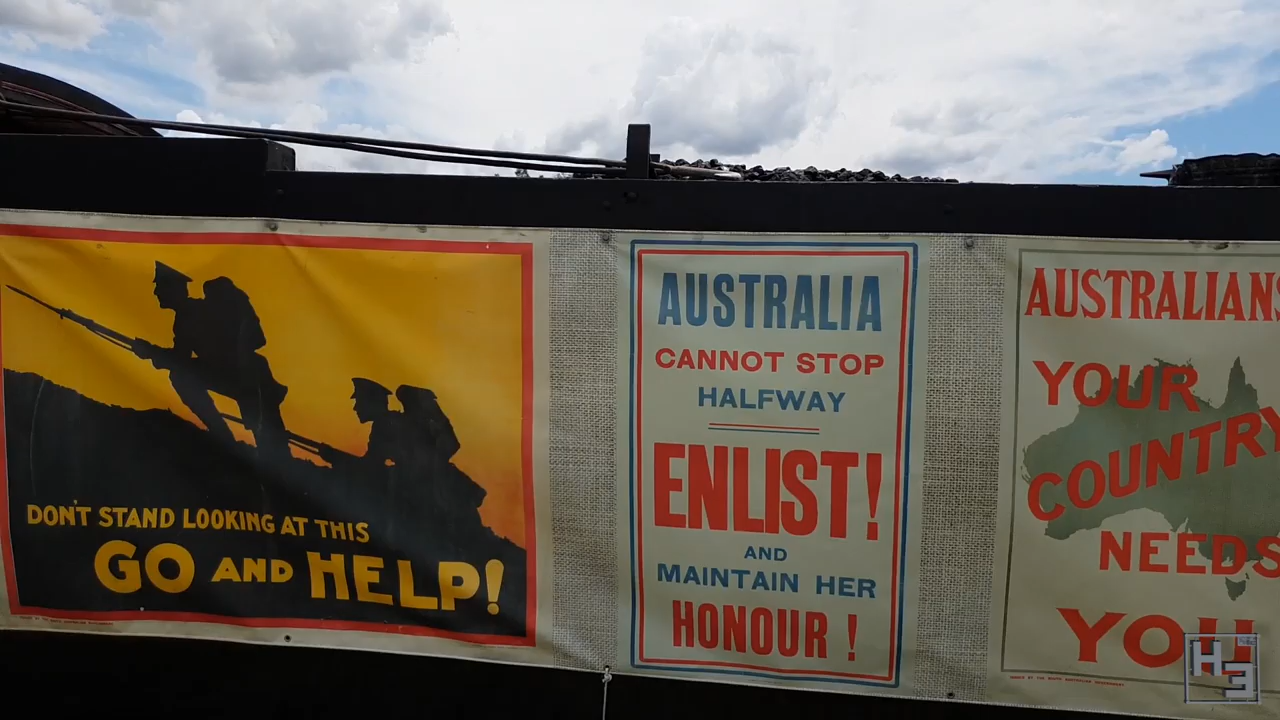 DON'T STAND LOOKING AT THIS
GO AND HELP!
AUSTRALIA
CANNOT STOP
HALFWAY
ENLIST!
AND
MAINTAIN HER
HONOUR !
AUSTRALIANS
YOUR
COUNTRY
NEEDS
YOU
H3